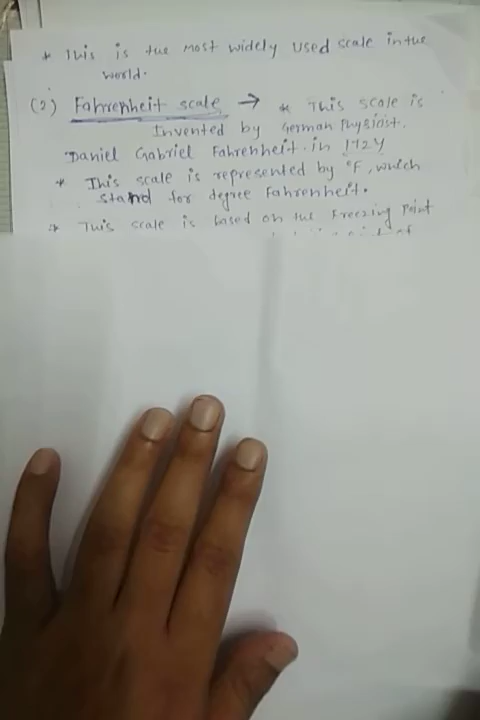 * This is the most widely used scale in the
world.
(2) Fahrenheit scale → * This scale is
Invented by German Physist.
Daniel Gabriel Fahrenheit. in 1724
* This scale is represented by °F, which
stand for degree Fahrenheit.
* This scale is based on the Freezing Point